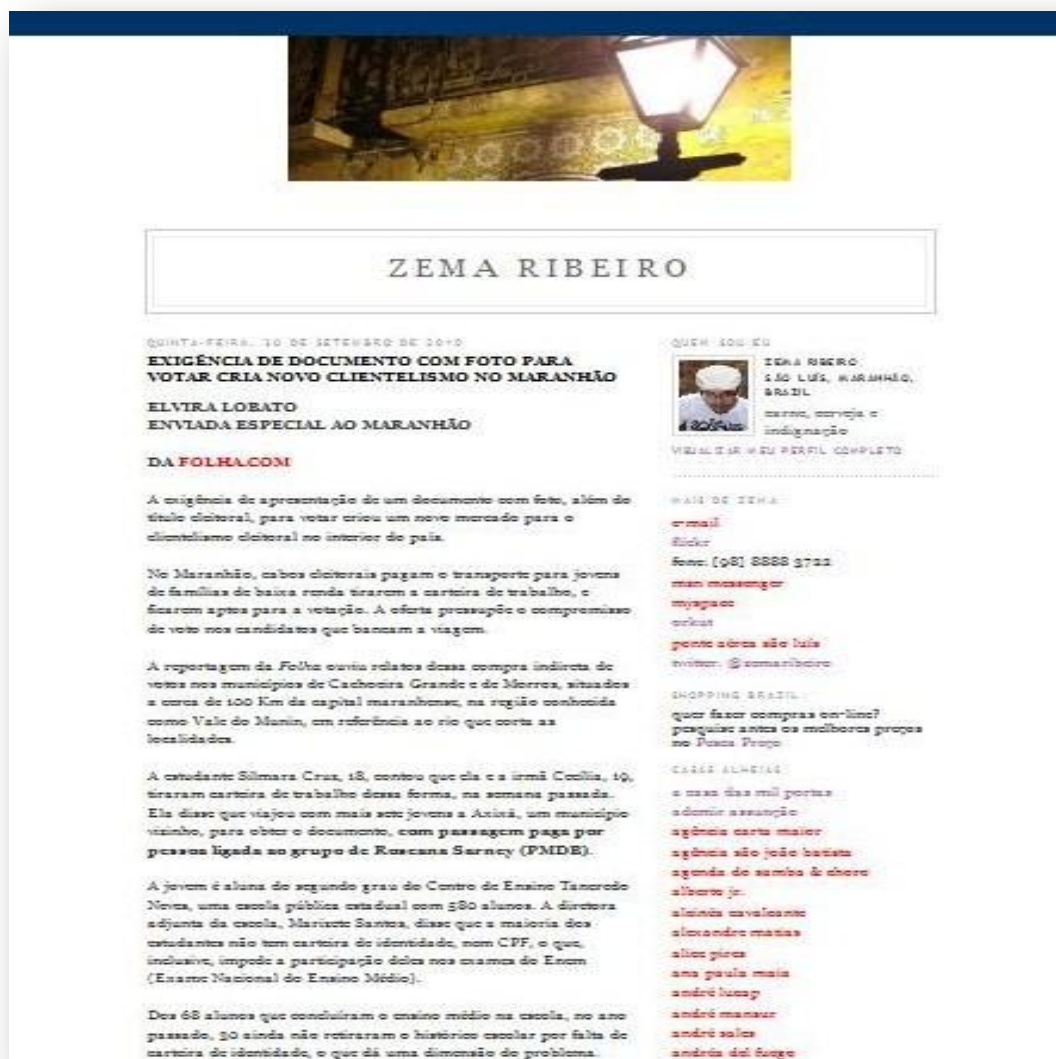 ZEMA RIBEIRO
QUINTA-FEIRA, 30 DE SETEMBRO DE 2010
EXIGÊNCIA DE DOCUMENTO COM FOTO PARA
VOTAR CRIA NOVO CLIENTELISMO NO MARANHÃO
ELVIRA LOBATO
ENVIADA ESPECIAL AO MARANHÃO
DA FOLHA.COM
A exigência de apresentação de um documento com foto, além do
título eleitoral, para votar criou um novo mercado para o
clientelismo eleitoral no interior do país.
No Maranhão, cabos eleitorais pagam o transporte para jovens
de famílias de baixa renda tirarem a carteira de trabalho, e
ficarem aptos para a votação. A oferta pressupõe o compromisso
de voto nos candidatos que bancam a viagem.
A reportagem da Folha ouviu relatos dessa compra indireta de
votos nos municípios de Cachoeira Grande e de Morros, situados
a cerca de 100 Km da capital maranhense, na região conhecida
como Vale do Munin, em referência ao rio que corta as
localidades.
A estudante Silmara Cruz, 18, contou que ela e a irmã Cecília, 19,
tiraram carteira de trabalho dessa forma, na semana passada.
Ela disse que viajou com mais sete jovens a Axixá, um município
vizinho, para obter o documento, com passagem paga por
pessoa ligada ao grupo de Roseana Sarney (PMDB).
A jovem é aluna do segundo grau do Centro de Ensino Tancredo
Neves, uma escola pública estadual com 580 alunos. A diretora
adjunta da escola, Marizete Santos, disse que a maioria dos
estudantes não tem carteira de identidade, nem CPF, o que,
inclusive, impede a participação deles nos exames do Enem
(Exame Nacional do Ensino Médio).
Dos 68 alunos que concluíram o ensino médio na escola, no ano
passado, 50 ainda não retiraram o histórico escolar por falta de
carteira de identidade, o que dá uma dimensão do problema.
QUEM SOU EU
ZEMA RIBEIRO
SÃO LUÍS, MARANHÃO,
BRAZIL
carne, cerveja e
indignação
VISUALIZAR MEU PERFIL COMPLETO
MAIS DE ZEMA
e-mail
flickr
fone: [98] 8888 3722
msn messenger
myspace
orkut
ponte aérea são luís
twitter: @zemaribeiro
SHOPPING BRAZIL:
quer fazer compras on-line?
pesquise antes os melhores preços
no Pesca Preço
CASAS ALHEIAS
a casa das mil portas
ademir assunção
agência carta maior
agência são joão batista
agenda do samba & choro
alberto jr.
alcinéa cavalcante
alexandre matias
alice pires
ana paula maia
andré lucap
andré mansur
andré sales
andréa del fuego